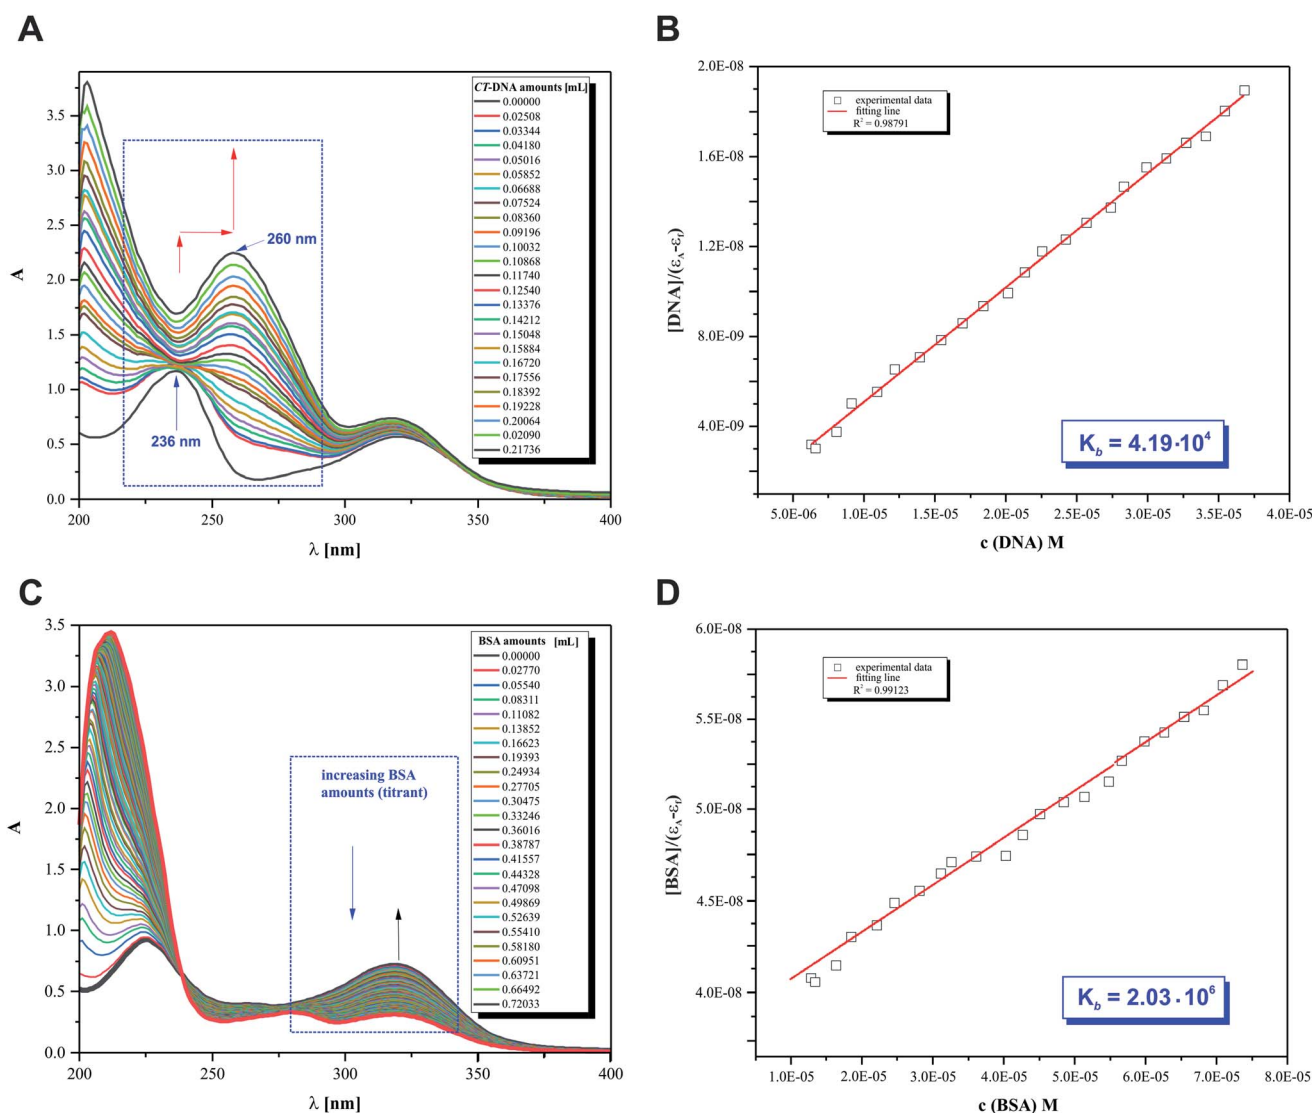 A
CT-DNA amounts [mL]
0.00000
0.02508
0.03344
0.04180
0.05016
0.05852
0.06688
0.07524
0.08360
0.09196
0.10032
0.10868
0.11740
0.12540
0.13376
0.14212
0.15048
0.15884
0.16720
0.17556
0.18392
0.19228
0.20064
0.02090
0.21736
260 nm
236 nm
3.5
3.0
2.5
2.0
1.5
1.0
0.5
0.0
A
200 250 300 350 400
λ [nm]
B
2.0E-08
1.6E-08
1.2E-08
8.0E-09
4.0E-09
[DNA]/(εA-εf)
experimental data
fitting line
R² = 0.98791
Kb = 4.19·10⁴
5.0E-06 1.0E-05 1.5E-05 2.0E-05 2.5E-05 3.0E-05 3.5E-05 4.0E-05
c (DNA) M
C
BSA amounts [mL]
0.00000
0.02770
0.05540
0.08311
0.11082
0.13852
0.16623
0.19393
0.24934
0.27705
0.30475
0.33246
0.36016
0.38787
0.41557
0.44328
0.47098
0.49869
0.52639
0.55410
0.58180
0.60951
0.63721
0.66492
0.72033
increasing BSA
amounts (titrant)
3.5
3.0
2.5
2.0
1.5
1.0
0.5
0.0
A
200 250 300 350 400
λ [nm]
D
6.0E-08
5.5E-08
5.0E-08
4.5E-08
4.0E-08
[BSA]/(εA-εf)
experimental data
fitting line
R² = 0.99123
Kb = 2.03·10⁶
1.0E-05 2.0E-05 3.0E-05 4.0E-05 5.0E-05 6.0E-05 7.0E-05 8.0E-05
c (BSA) M